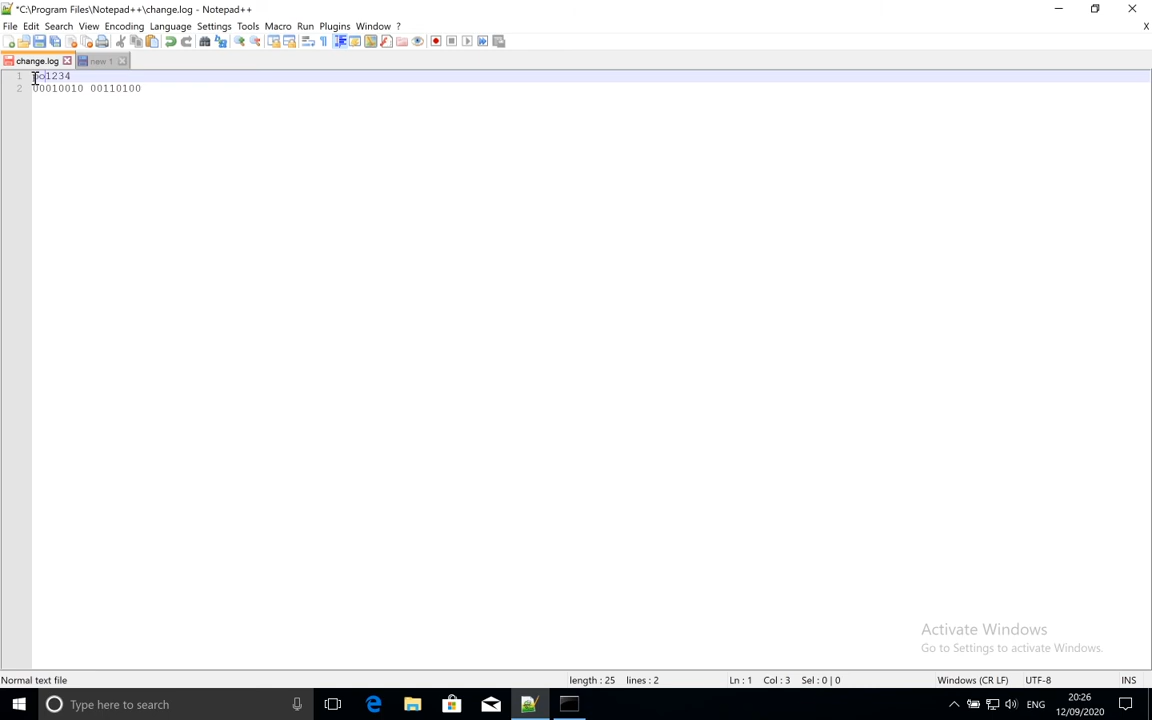 *C:\Program Files\Notepad++\change.log - Notepad++
File Edit Search View Encoding Language Settings Tools Macro Run Plugins Window ?
X
change.log new 1
1
2 00010010 00110100
Activate Windows
Go to Settings to activate Windows.
Normal text file length : 25 lines : 2 Ln : 1 Col : 3 Sel : 0 | 0 Windows (CR LF) UTF-8 INS
Type here to search ENG 20:26
12/09/2020